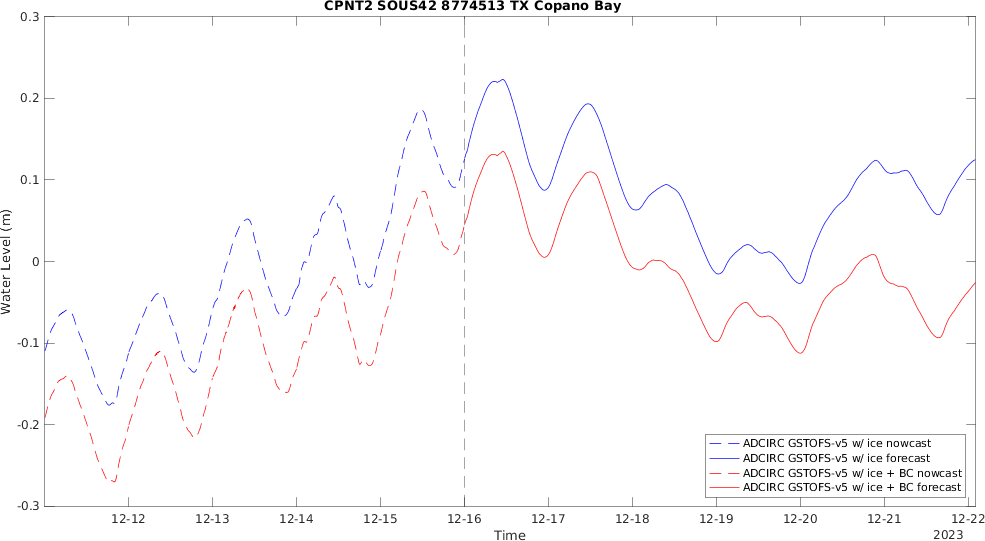 CPNT2 SOUS42 8774513 TX Copano Bay
0.3
0.2
0.1
0
-0.1
-0.2
-0.3
Water Level (m)
12-12 12-13 12-14 12-15 12-16 12-17 12-18 12-19 12-20 12-21 12-22
Time
2023
ADCIRC GSTOFS-v5 w/ ice nowcast
ADCIRC GSTOFS-v5 w/ ice forecast
ADCIRC GSTOFS-v5 w/ ice + BC nowcast
ADCIRC GSTOFS-v5 w/ ice + BC forecast